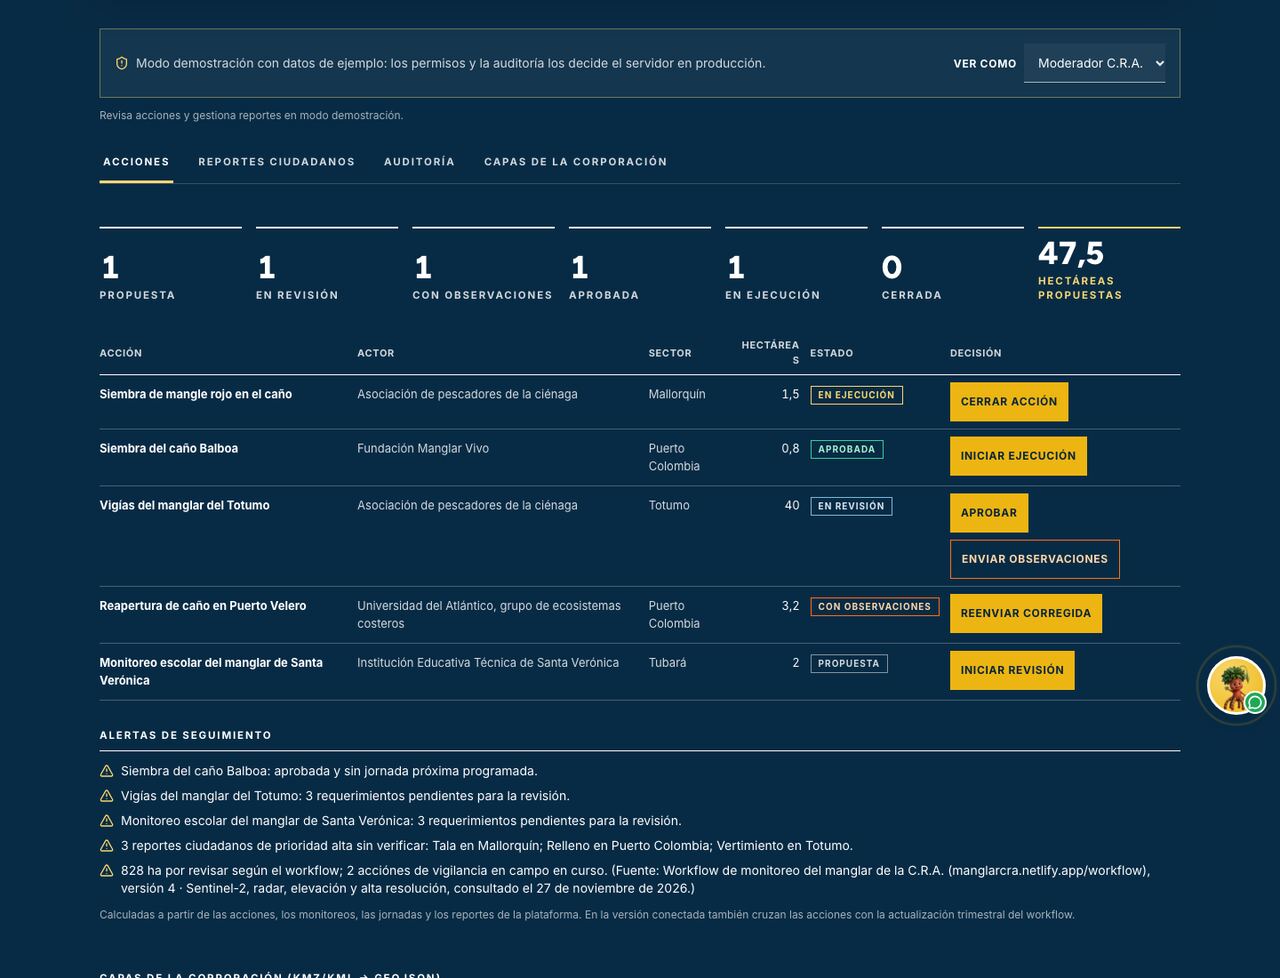 Modo demostración con datos de ejemplo: los permisos y la auditoría los decide el servidor en producción.
VER COMO
Moderador C.R.A.
Revisa acciones y gestiona reportes en modo demostración.
ACCIONES
REPORTES CIUDADANOS
AUDITORÍA
CAPAS DE LA CORPORACIÓN
1
PROPUESTA
1
EN REVISIÓN
1
CON OBSERVACIONES
1
APROBADA
1
EN EJECUCIÓN
0
CERRADA
47,5
HECTÁREAS
PROPUESTAS
ACCIÓN
ACTOR
SECTOR
HECTÁREA
S
ESTADO
DECISIÓN
Siembra de mangle rojo en el caño
Asociación de pescadores de la ciénaga
Mallorquín
1,5
EN EJECUCIÓN
CERRAR ACCIÓN
Siembra del caño Balboa
Fundación Manglar Vivo
Puerto
Colombia
0,8
APROBADA
INICIAR EJECUCIÓN
Vigías del manglar del Totumo
Asociación de pescadores de la ciénaga
Totumo
40
EN REVISIÓN
APROBAR
ENVIAR OBSERVACIONES
Reapertura de caño en Puerto Velero
Universidad del Atlántico, grupo de ecosistemas
costeros
Puerto
Colombia
3,2
CON OBSERVACIONES
REENVIAR CORREGIDA
Monitoreo escolar del manglar de Santa
Verónica
Institución Educativa Técnica de Santa Verónica
Tubará
2
PROPUESTA
INICIAR REVISIÓN
ALERTAS DE SEGUIMIENTO
Siembra del caño Balboa: aprobada y sin jornada próxima programada.
Vigías del manglar del Totumo: 3 requerimientos pendientes para la revisión.
Monitoreo escolar del manglar de Santa Verónica: 3 requerimientos pendientes para la revisión.
3 reportes ciudadanos de prioridad alta sin verificar: Tala en Mallorquín; Relleno en Puerto Colombia; Vertimiento en Totumo.
828 ha por revisar según el workflow; 2 acciónes de vigilancia en campo en curso. (Fuente: Workflow de monitoreo del manglar de la C.R.A. (manglarcra.netlify.app/workflow),
versión 4 · Sentinel-2, radar, elevación y alta resolución, consultado el 27 de noviembre de 2026.)
Calculadas a partir de las acciones, los monitoreos, las jornadas y los reportes de la plataforma. En la versión conectada también cruzan las acciones con la actualización trimestral del workflow.
CAPAS DE LA CORPORACIÓN (KMZ/KML → GEOJSON)